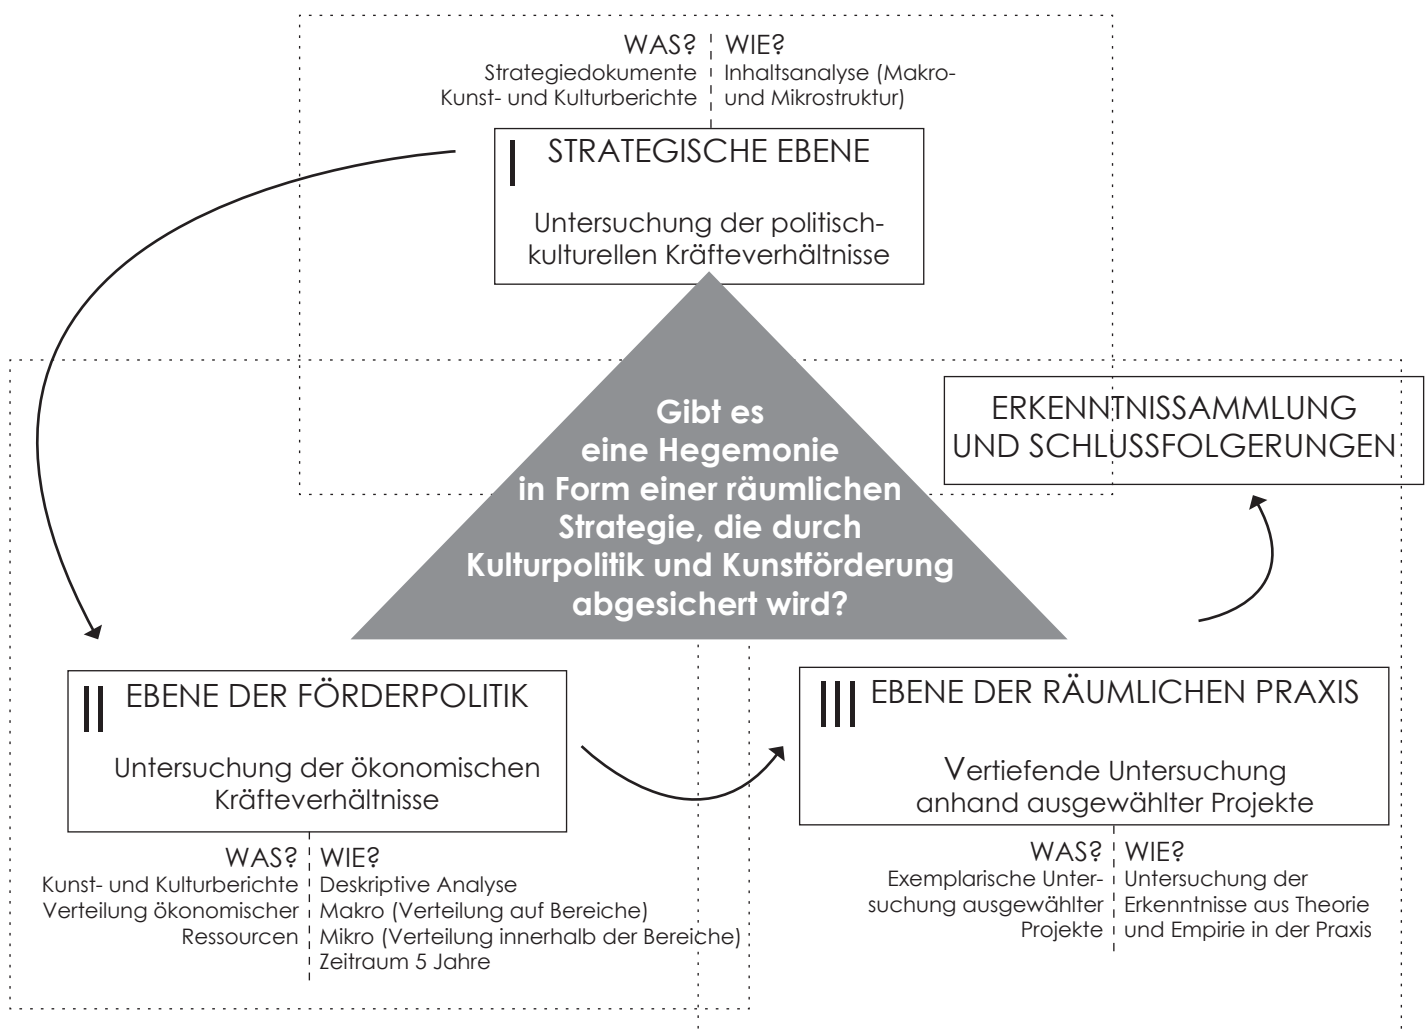 WAS?
Strategiedokumente
Kunst- und Kulturberichte
WIE?
Inhaltsanalyse (Makro-
und Mikrostruktur)
I STRATEGISCHE EBENE
Untersuchung der politisch-
kulturellen Kräfteverhältnisse
Gibt es
eine Hegemonie
in Form einer räumlichen
Strategie, die durch
Kulturpolitik und Kunstförderung
abgesichert wird?
ERKENNTNISSAMMLUNG
UND SCHLUSSFOLGERUNGEN
II EBENE DER FÖRDERPOLITIK
Untersuchung der ökonomischen
Kräfteverhältnisse
WAS?
Kunst- und Kulturberichte
Verteilung ökonomischer
Ressourcen
WIE?
Deskriptive Analyse
Makro (Verteilung auf Bereiche)
Mikro (Verteilung innerhalb der Bereiche)
Zeitraum 5 Jahre
III EBENE DER RÄUMLICHEN PRAXIS
Vertiefende Untersuchung
anhand ausgewählter Projekte
WAS?
Exemplarische Unter-
suchung ausgewählter
Projekte
WIE?
Untersuchung der
Erkenntnisse aus Theorie
und Empirie in der Praxis